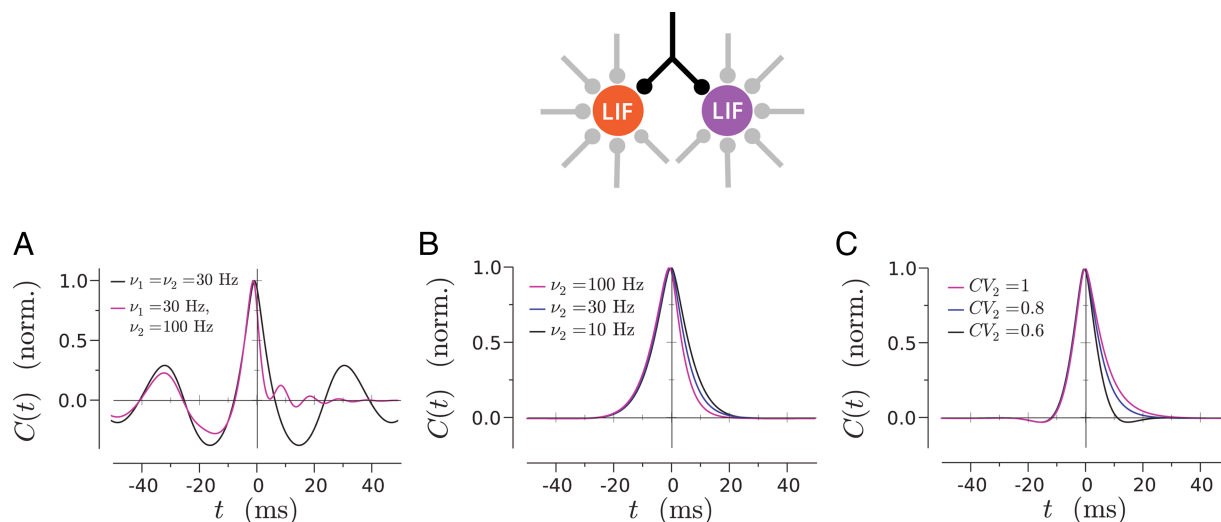 LIF LIF
A
C(t) (norm.)
1.0
0.5
0.0
ν₁ = ν₂ = 30 Hz
ν₁ = 30 Hz,
ν₂ = 100 Hz
-40 -20 0 20 40
t (ms)
B
C(t) (norm.)
1.0
0.5
0.0
ν₂ = 100 Hz
ν₂ = 30 Hz
ν₂ = 10 Hz
-40 -20 0 20 40
t (ms)
C
C(t) (norm.)
1.0
0.5
0.0
CV₂ = 1
CV₂ = 0.8
CV₂ = 0.6
-40 -20 0 20 40
t (ms)